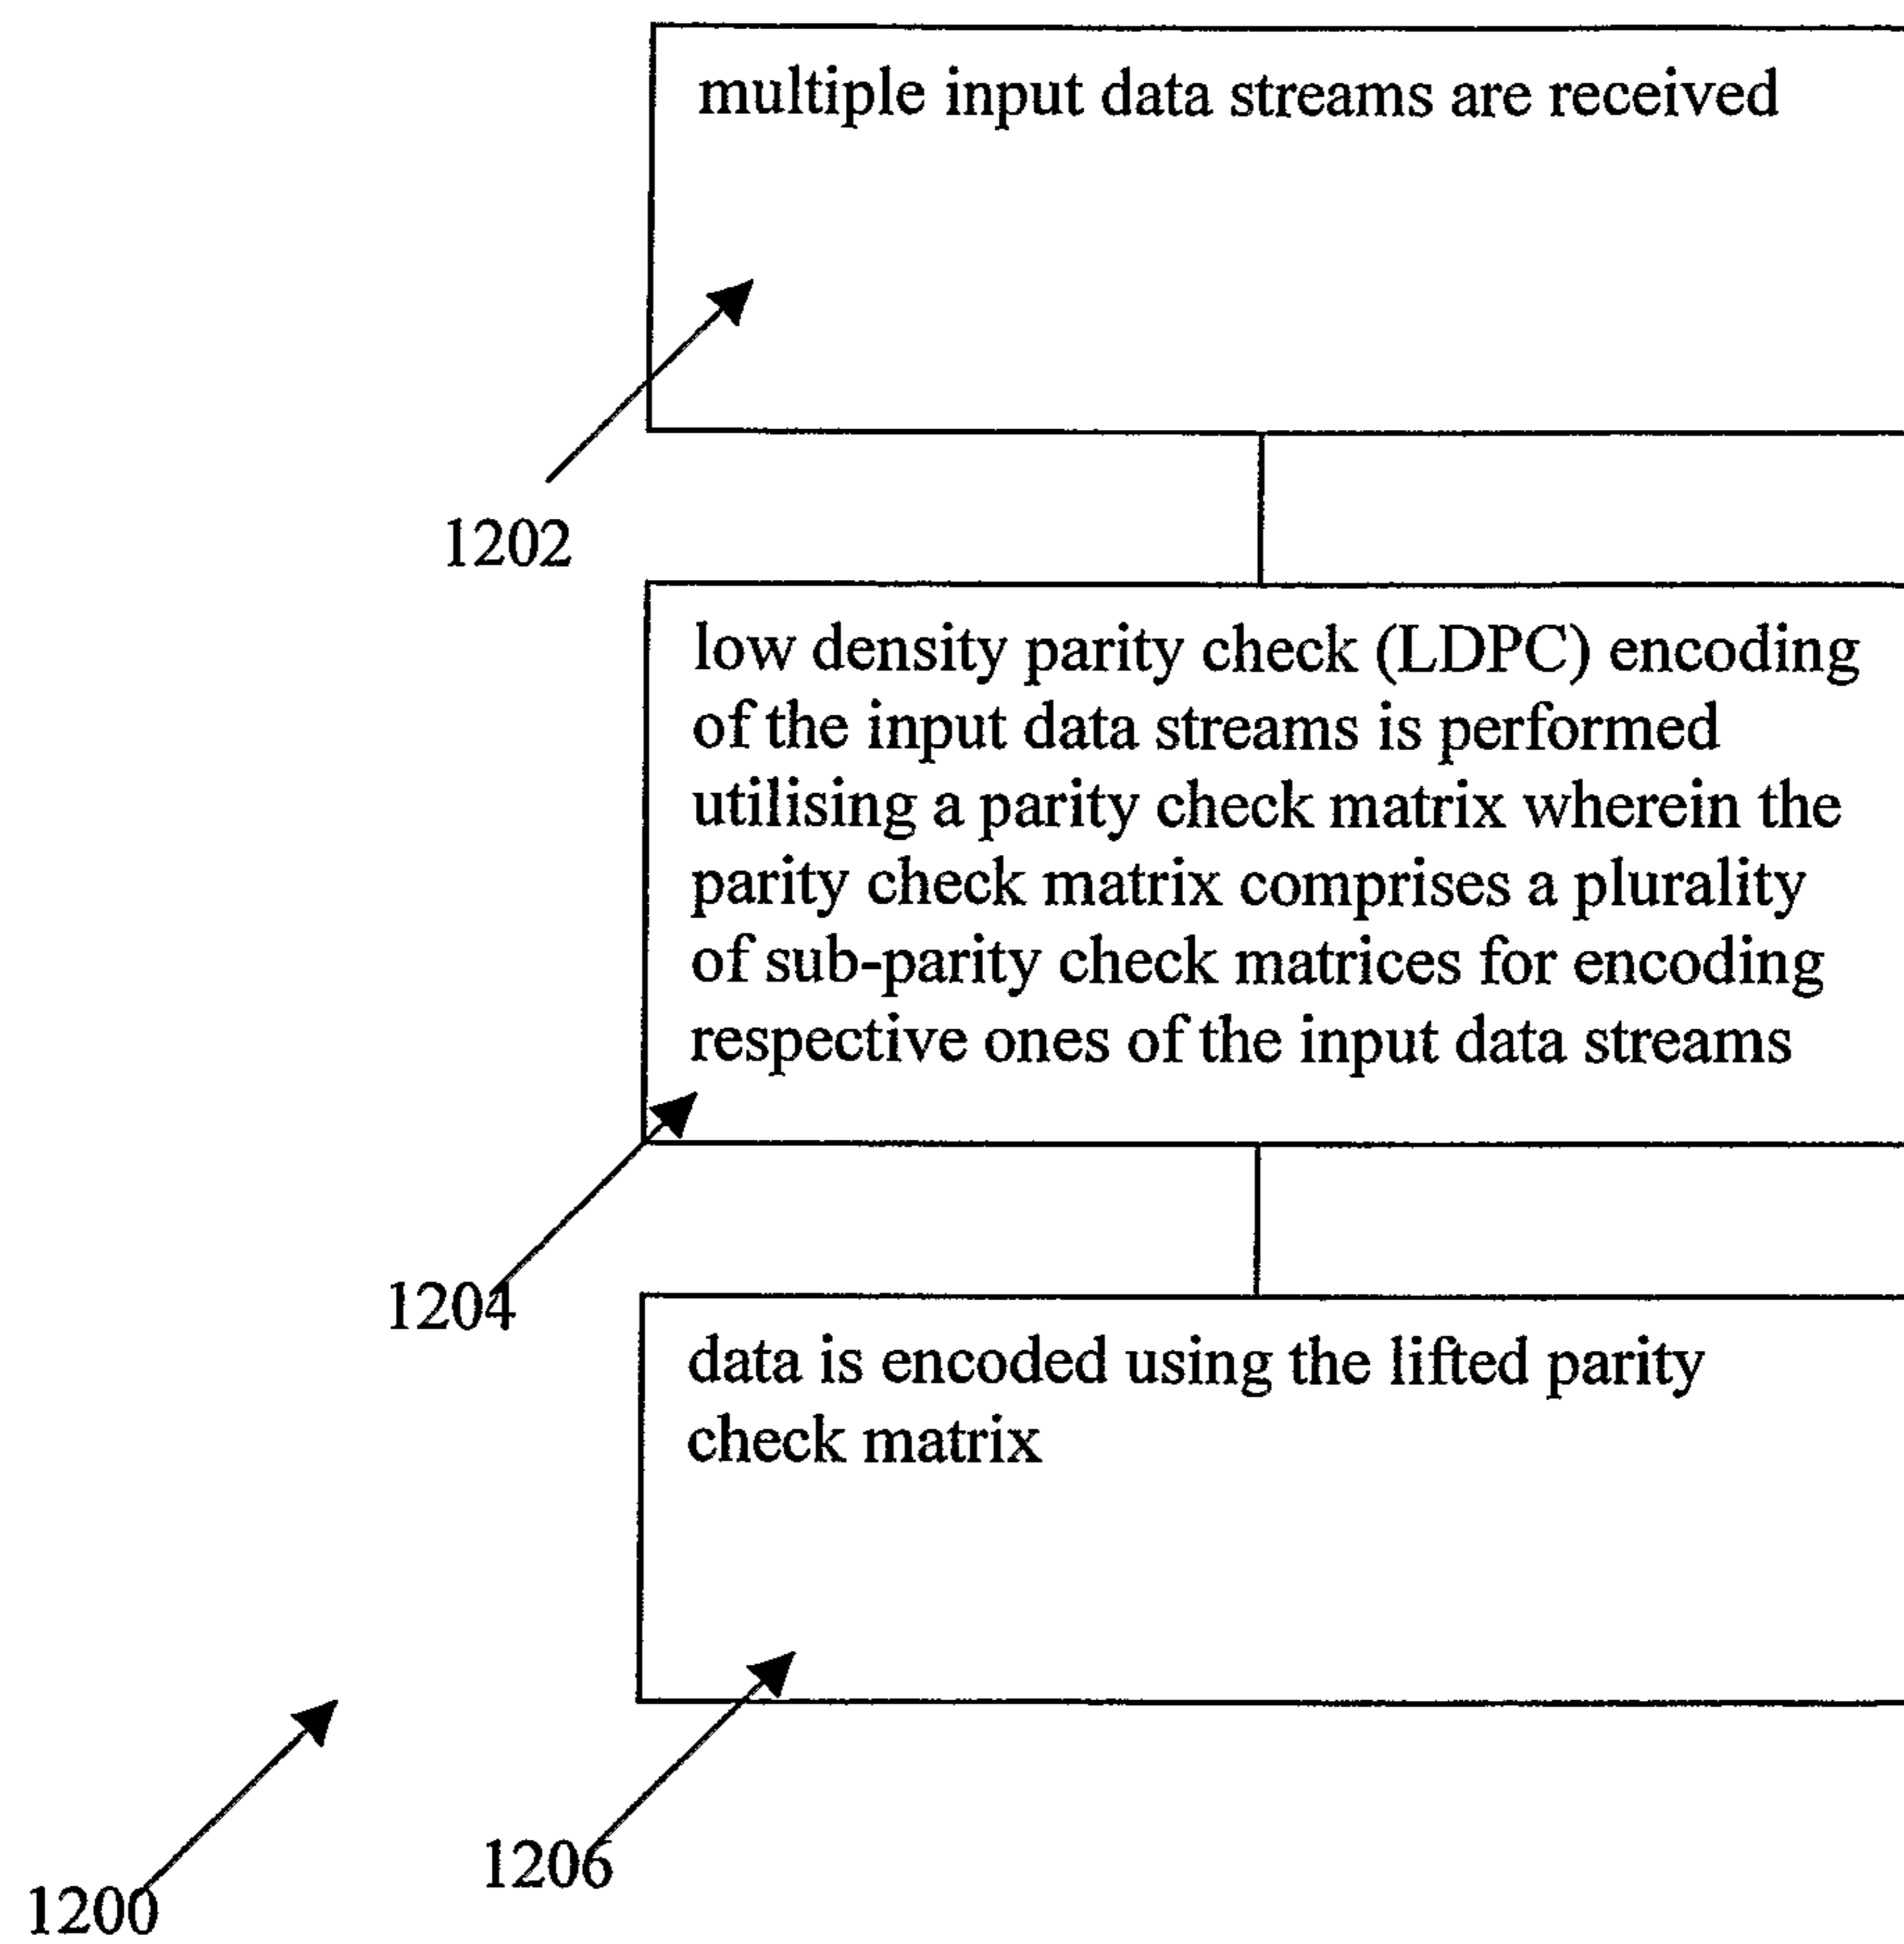 multiple input data streams are received
1202
low density parity check (LDPC) encoding
of the input data streams is performed
utilising a parity check matrix wherein the
parity check matrix comprises a plurality
of sub-parity check matrices for encoding
respective ones of the input data streams
1204
data is encoded using the lifted parity
check matrix
1206
1200